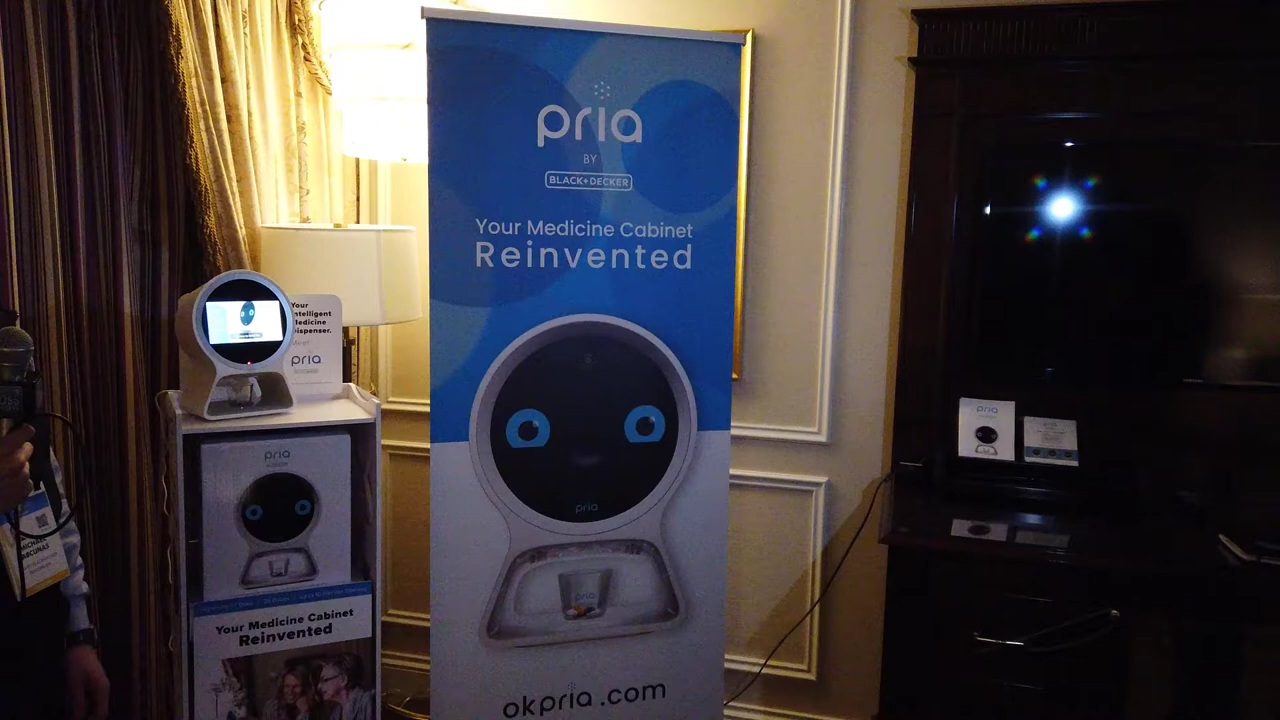 pria
BY
BLACK+DECKER
Your Medicine Cabinet
Reinvented
pria
pria
okpria.com
Your
Intelligent
Medicine
Dispenser.
pria
pria
Your Medicine Cabinet
Reinvented
pria